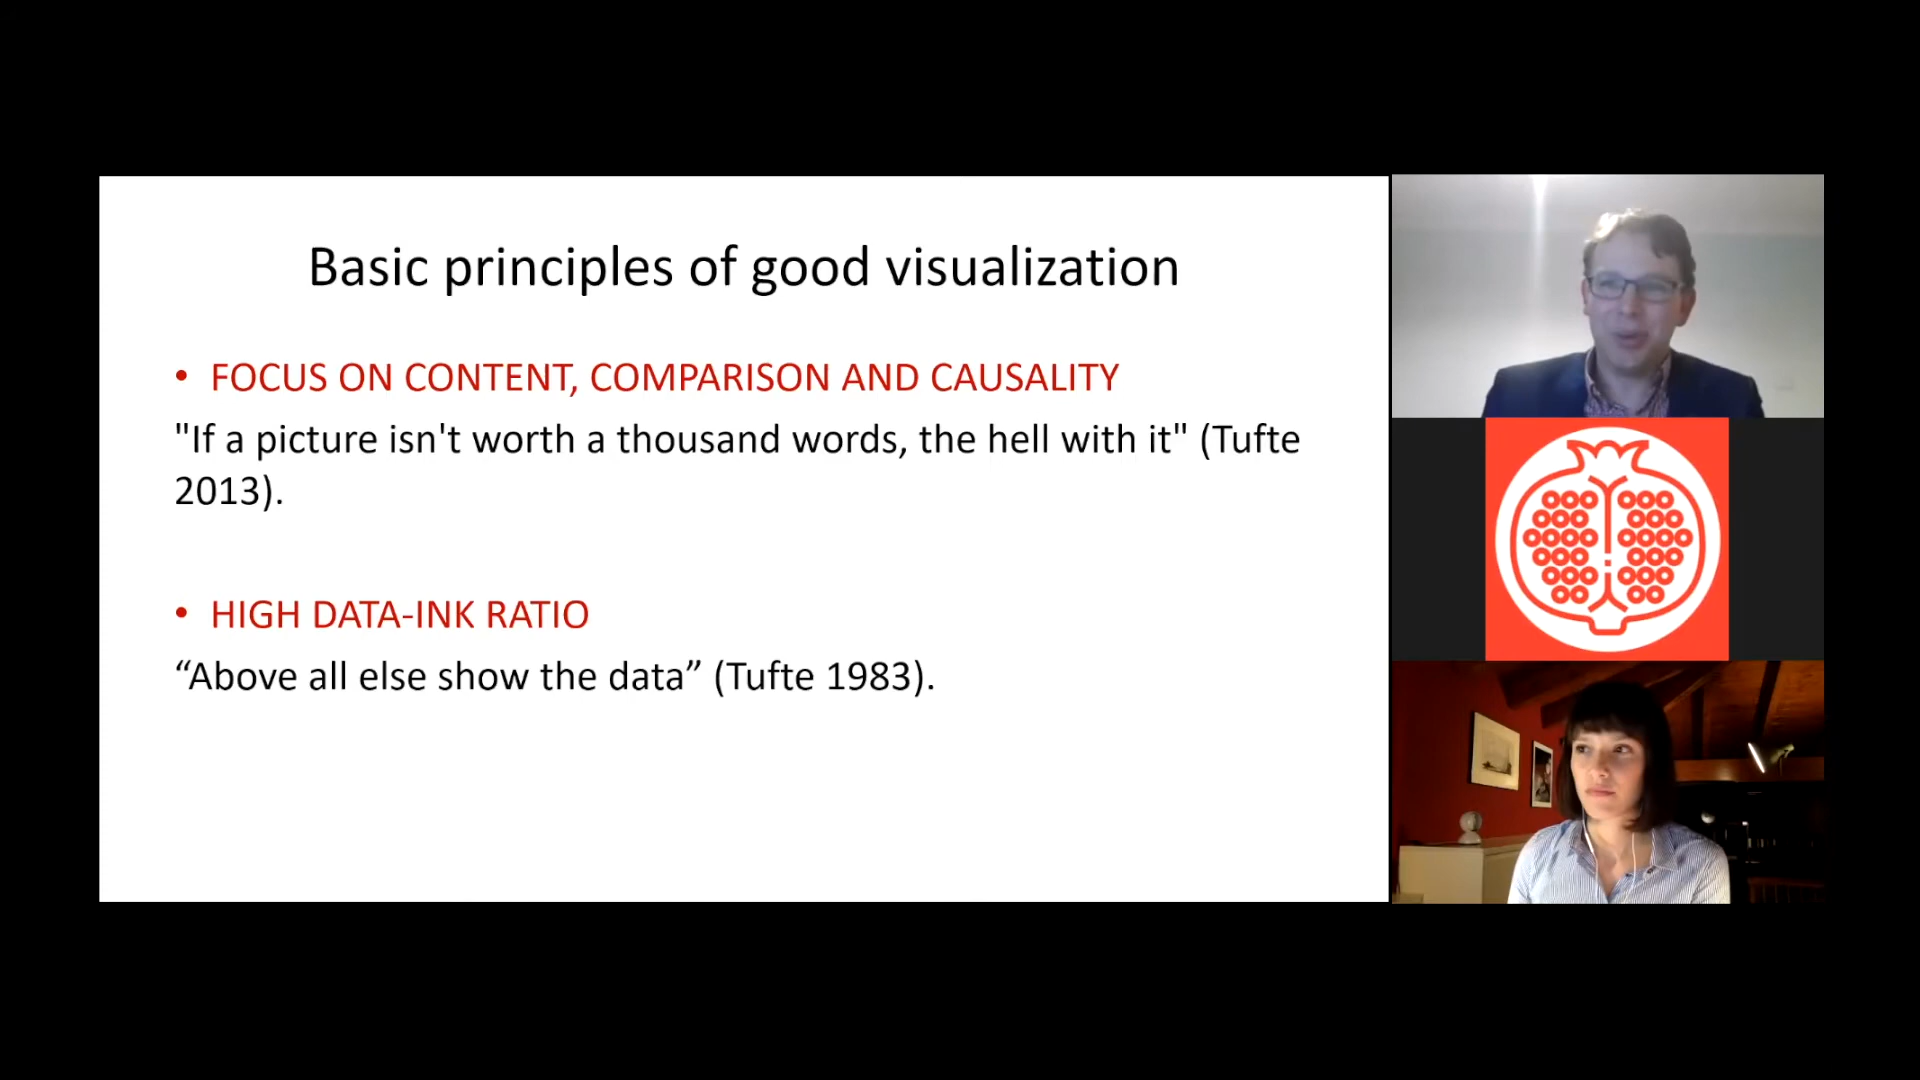 Basic principles of good visualization
• FOCUS ON CONTENT, COMPARISON AND CAUSALITY
"If a picture isn't worth a thousand words, the hell with it" (Tufte
2013).
• HIGH DATA-INK RATIO
“Above all else show the data” (Tufte 1983).